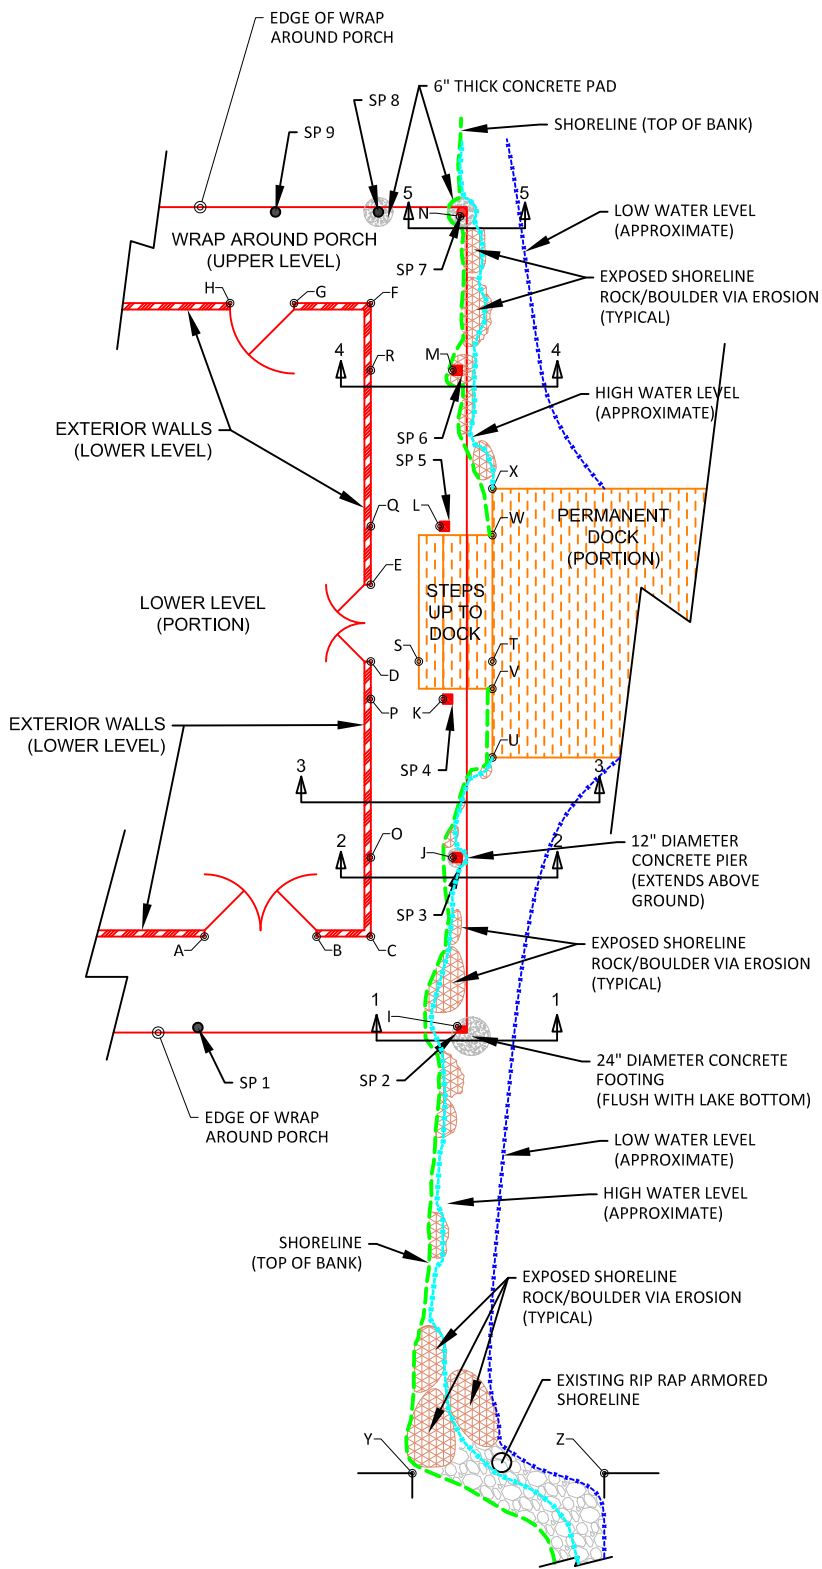 EDGE OF WRAP
AROUND PORCH
6" THICK CONCRETE PAD
SP 8
SP 9
SHORELINE (TOP OF BANK)
5
5
N
LOW WATER LEVEL
(APPROXIMATE)
WRAP AROUND PORCH
(UPPER LEVEL)
SP 7
EXPOSED SHORELINE
ROCK/BOULDER VIA EROSION
(TYPICAL)
H
G
F
4
M
4
R
HIGH WATER LEVEL
(APPROXIMATE)
EXTERIOR WALLS
(LOWER LEVEL)
SP 6
SP 5
X
Q
L
W
PERMANENT
DOCK
(PORTION)
E
STEPS
UP TO
DOCK
LOWER LEVEL
(PORTION)
S
T
D
V
P
K
EXTERIOR WALLS
(LOWER LEVEL)
U
SP 4
3
3
2
O
J
2
12" DIAMETER
CONCRETE PIER
(EXTENDS ABOVE
GROUND)
SP 3
A
B
C
EXPOSED SHORELINE
ROCK/BOULDER VIA EROSION
(TYPICAL)
1
I
1
SP 1
SP 2
24" DIAMETER CONCRETE
FOOTING
(FLUSH WITH LAKE BOTTOM)
EDGE OF WRAP
AROUND PORCH
LOW WATER LEVEL
(APPROXIMATE)
HIGH WATER LEVEL
(APPROXIMATE)
SHORELINE
(TOP OF BANK)
EXPOSED SHORELINE
ROCK/BOULDER VIA EROSION
(TYPICAL)
EXISTING RIP RAP ARMORED
SHORELINE
Y
Z